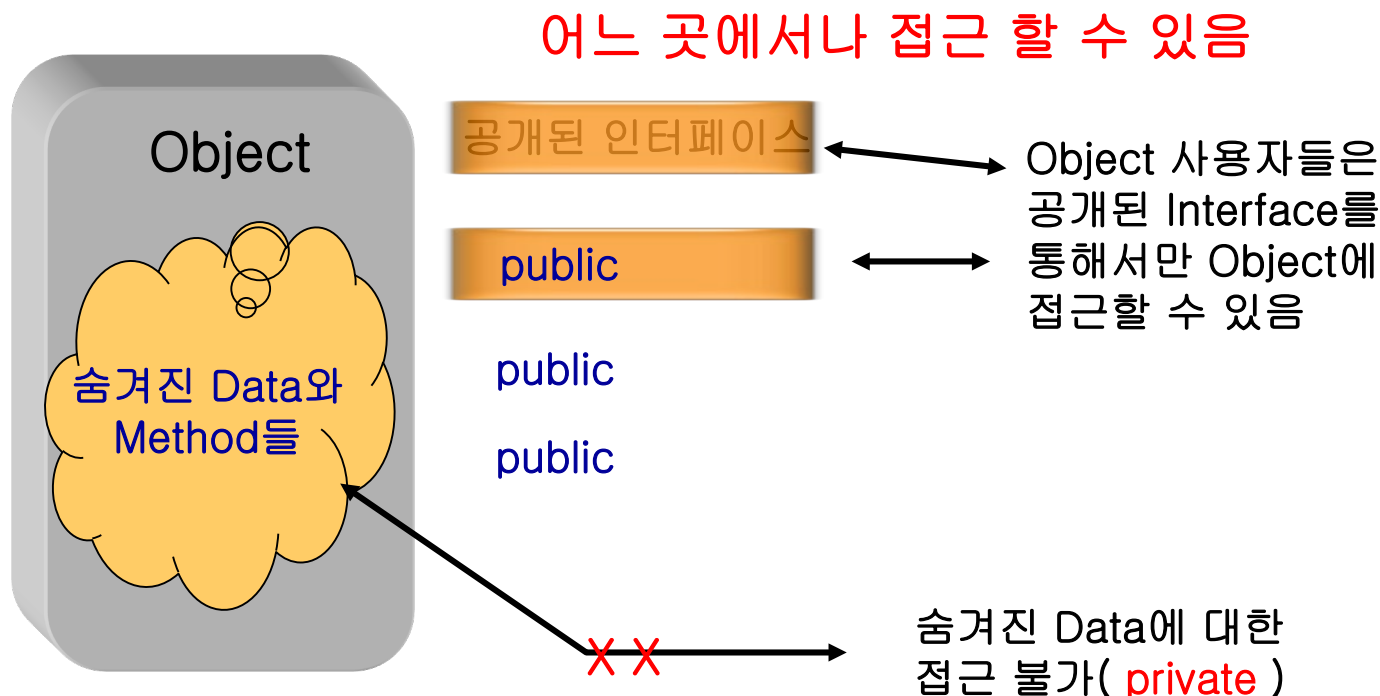 어느 곳에서나 접근 할 수 있음
Object
공개된 인터페이스
Object 사용자들은
공개된 Interface를
통해서만 Object에
접근할 수 있음
public
숨겨진 Data와
Method들
public
public
숨겨진 Data에 대한
접근 불가( private )